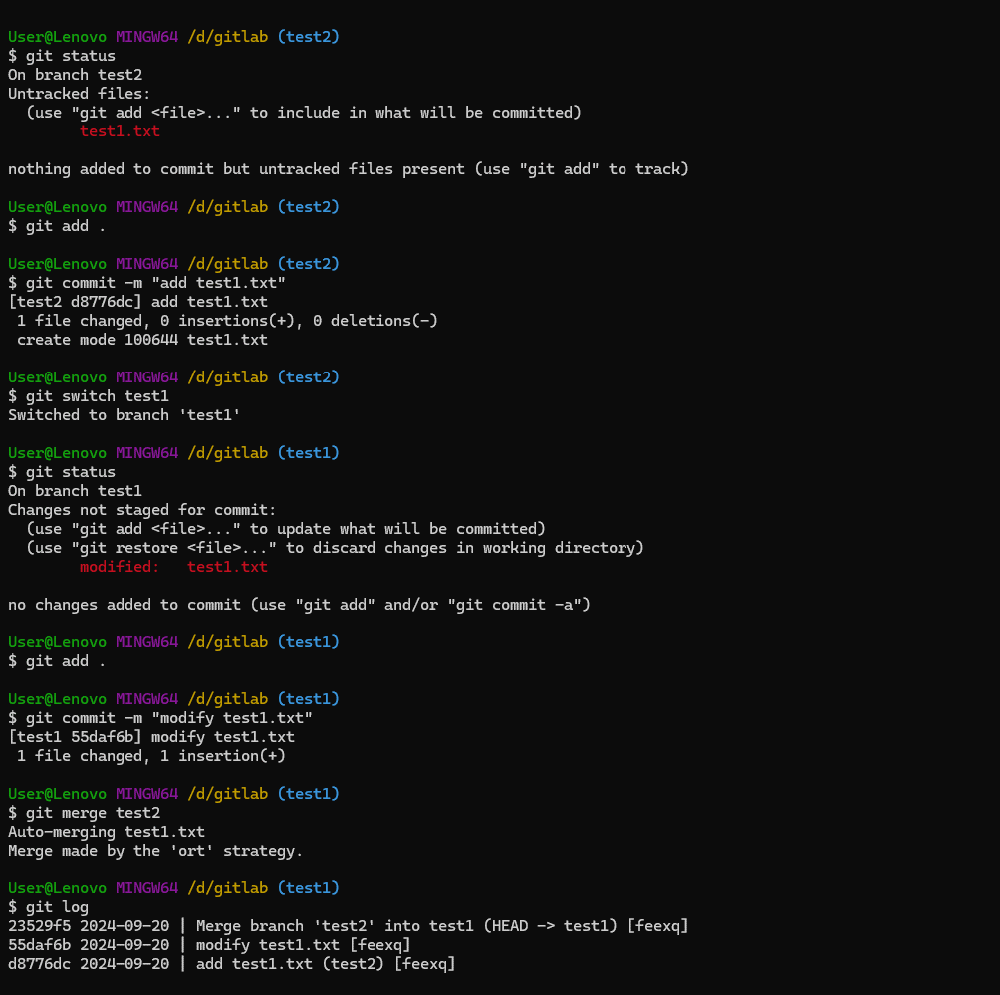 User@Lenovo MINGW64 /d/gitlab (test2)
$ git status
On branch test2
Untracked files:
  (use "git add <file>..." to include in what will be committed)
        test1.txt

nothing added to commit but untracked files present (use "git add" to track)

User@Lenovo MINGW64 /d/gitlab (test2)
$ git add .

User@Lenovo MINGW64 /d/gitlab (test2)
$ git commit -m "add test1.txt"
[test2 d8776dc] add test1.txt
 1 file changed, 0 insertions(+), 0 deletions(-)
 create mode 100644 test1.txt

User@Lenovo MINGW64 /d/gitlab (test2)
$ git switch test1
Switched to branch 'test1'

User@Lenovo MINGW64 /d/gitlab (test1)
$ git status
On branch test1
Changes not staged for commit:
  (use "git add <file>..." to update what will be committed)
  (use "git restore <file>..." to discard changes in working directory)
        modified:   test1.txt

no changes added to commit (use "git add" and/or "git commit -a")

User@Lenovo MINGW64 /d/gitlab (test1)
$ git add .

User@Lenovo MINGW64 /d/gitlab (test1)
$ git commit -m "modify test1.txt"
[test1 55daf6b] modify test1.txt
 1 file changed, 1 insertion(+)

User@Lenovo MINGW64 /d/gitlab (test1)
$ git merge test2
Auto-merging test1.txt
Merge made by the 'ort' strategy.

User@Lenovo MINGW64 /d/gitlab (test1)
$ git log
23529f5 2024-09-20 | Merge branch 'test2' into test1 (HEAD -> test1) [feexq]
55daf6b 2024-09-20 | modify test1.txt [feexq]
d8776dc 2024-09-20 | add test1.txt (test2) [feexq]